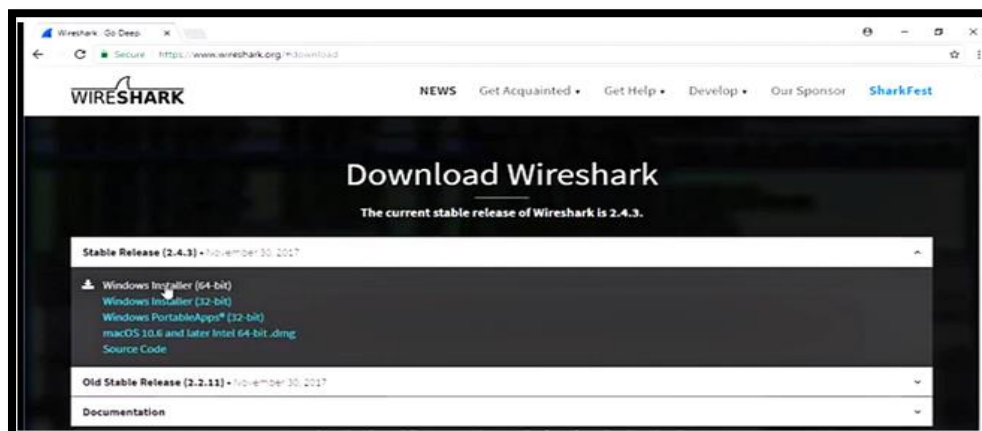 Wireshark · Go Deep.
Secure https://www.wireshark.org/#download
WIRESHARK
NEWS Get Acquainted Get Help Develop Our Sponsor SharkFest
Download Wireshark
The current stable release of Wireshark is 2.4.3.
Stable Release (2.4.3) • November 30, 2017
Windows Installer (64-bit)
Windows Installer (32-bit)
Windows PortableApps® (32-bit)
macOS 10.6 and later Intel 64-bit .dmg
Source Code
Old Stable Release (2.2.11) • November 30, 2017
Documentation